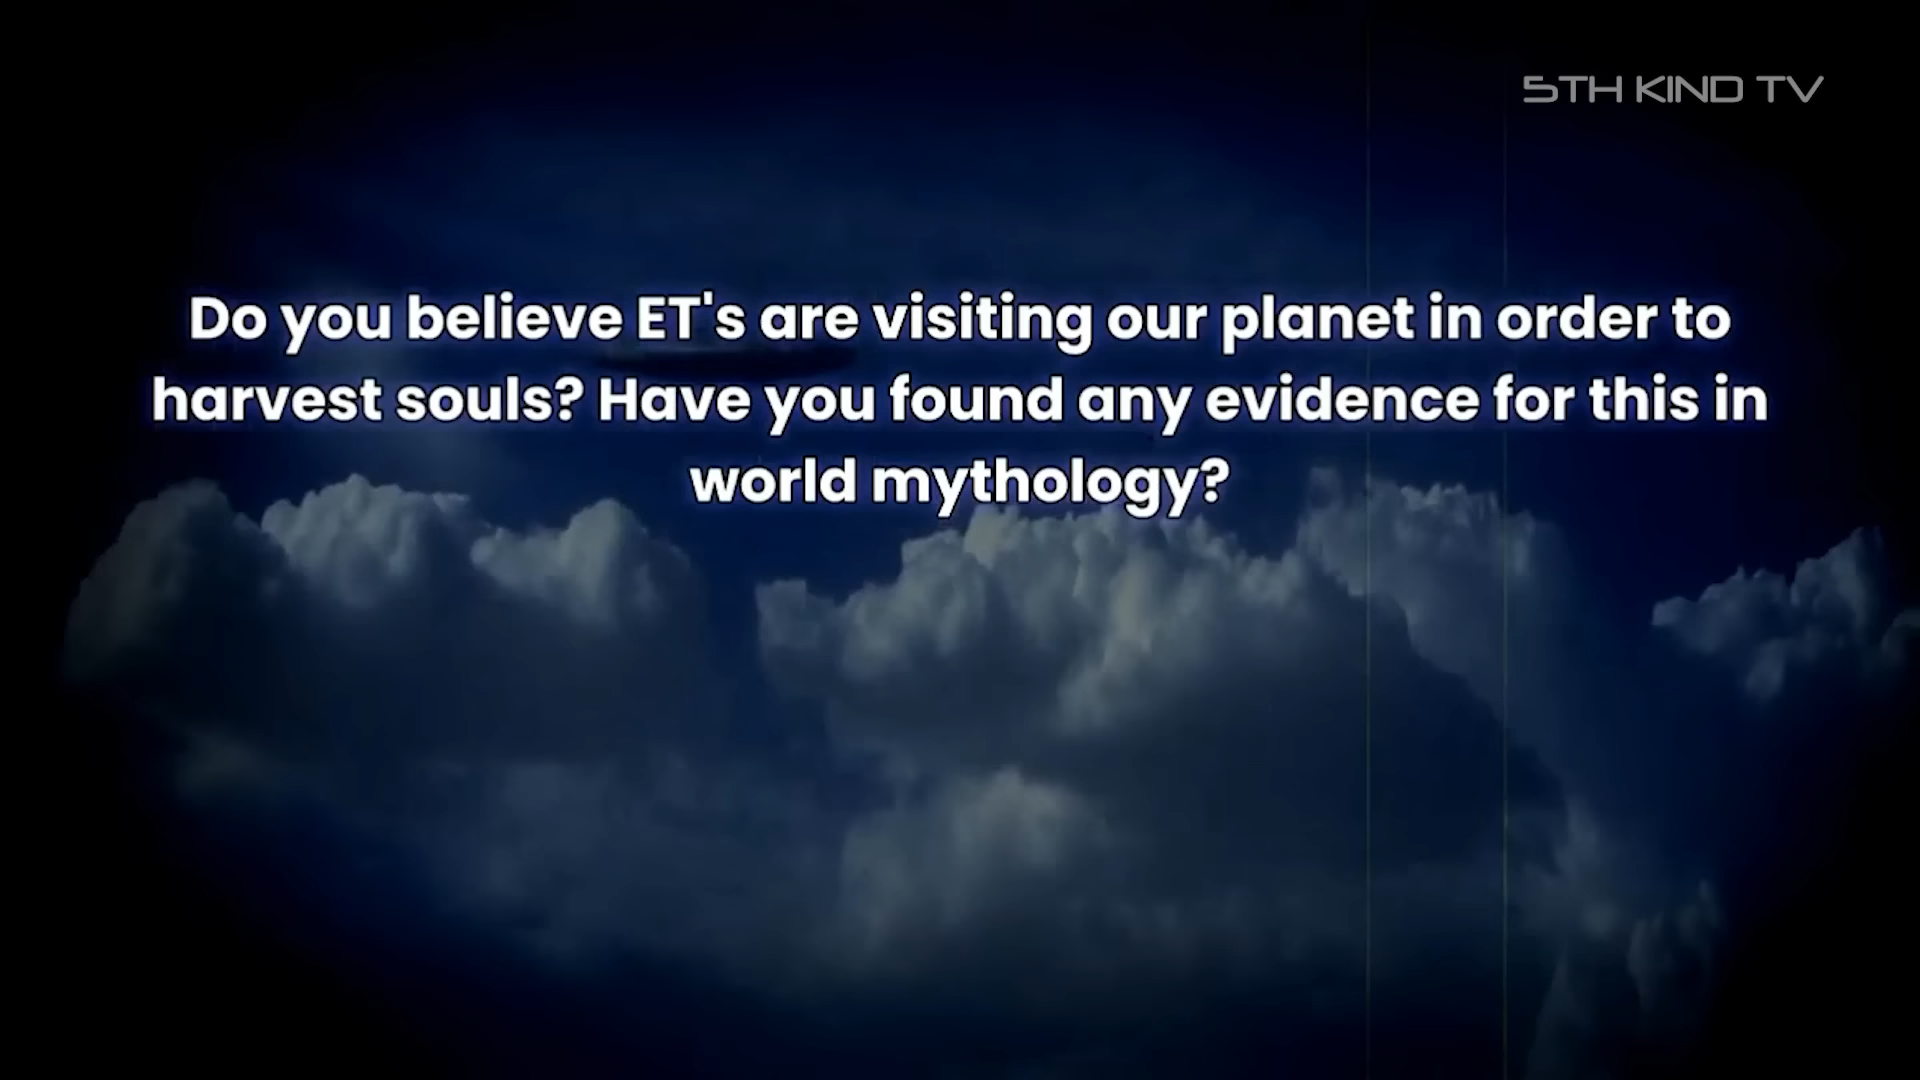 5TH KIND TV
Do you believe ET's are visiting our planet in order to
harvest souls? Have you found any evidence for this in
world mythology?